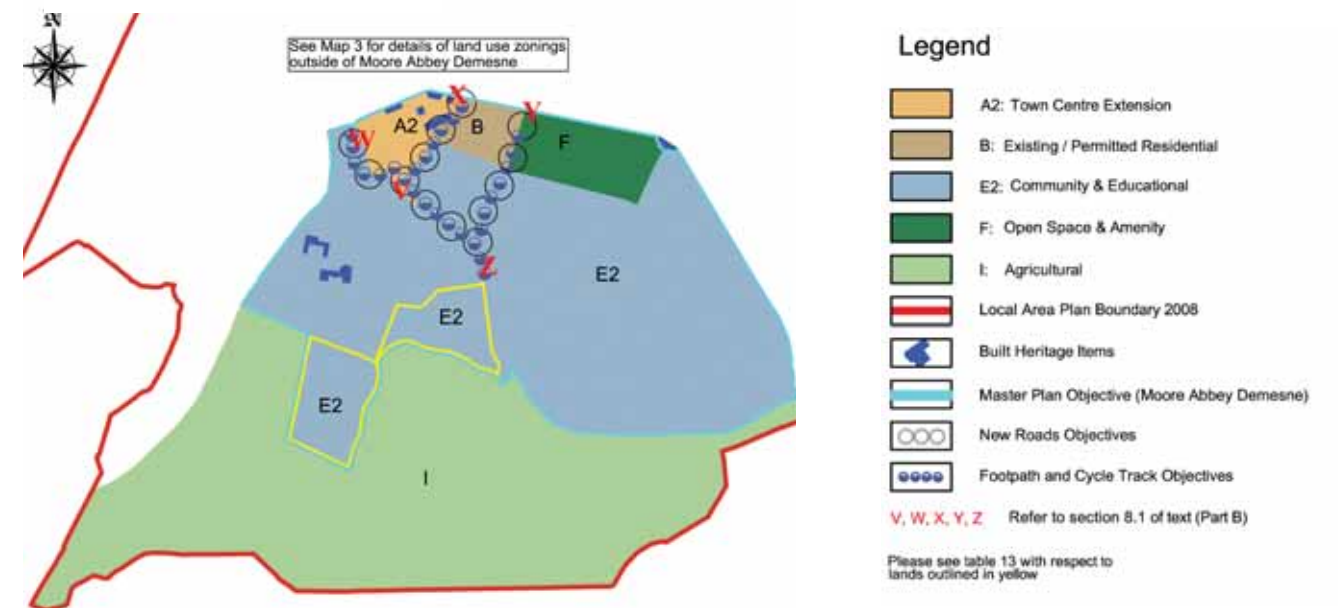 N
See Map 3 for details of land use zonings
outside of Moore Abbey Demesne
X
Y
W
A2
B
F
V
Z
E2
E2
E2
I
Legend
A2: Town Centre Extension
B: Existing / Permitted Residential
E2: Community & Educational
F: Open Space & Amenity
I: Agricultural
Local Area Plan Boundary 2008
Built Heritage Items
Master Plan Objective (Moore Abbey Demesne)
New Roads Objectives
Footpath and Cycle Track Objectives
V, W, X, Y, Z Refer to section 8.1 of text (Part B)
Please see table 13 with respect to
lands outlined in yellow